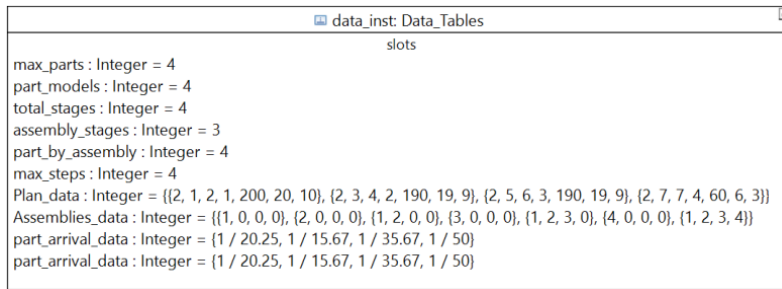 data_inst: Data_Tables
slots
max_parts : Integer = 4
part_models : Integer = 4
total_stages : Integer = 4
assembly_stages : Integer = 3
part_by_assembly : Integer = 4
max_steps : Integer = 4
Plan_data : Integer = {{2, 1, 2, 1, 200, 20, 10}, {2, 3, 4, 2, 190, 19, 9}, {2, 5, 6, 3, 190, 19, 9}, {2, 7, 7, 4, 60, 6, 3}}
Assemblies_data : Integer = {{1, 0, 0, 0}, {2, 0, 0, 0}, {1, 2, 0, 0}, {3, 0, 0, 0}, {1, 2, 3, 0}, {4, 0, 0, 0}, {1, 2, 3, 4}}
part_arrival_data : Integer = {1 / 20.25, 1 / 15.67, 1 / 35.67, 1 / 50}
part_arrival_data : Integer = {1 / 20.25, 1 / 15.67, 1 / 35.67, 1 / 50}